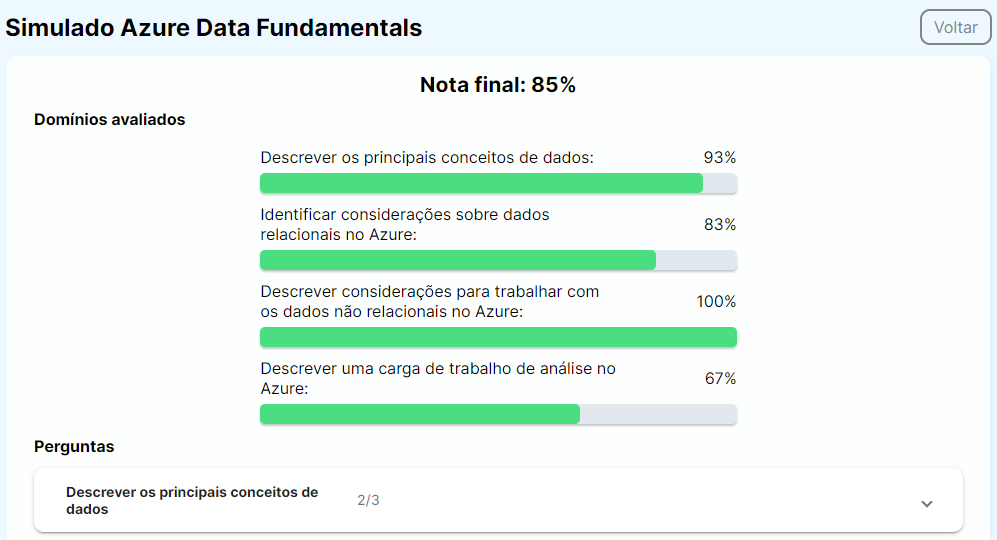 Simulado Azure Data Fundamentals
Voltar
Nota final: 85%
Domínios avaliados
Descrever os principais conceitos de dados:
93%
Identificar considerações sobre dados
relacionais no Azure:
83%
Descrever considerações para trabalhar com
os dados não relacionais no Azure:
100%
Descrever uma carga de trabalho de análise no
Azure:
67%
Perguntas
Descrever os principais conceitos de
dados
2/3